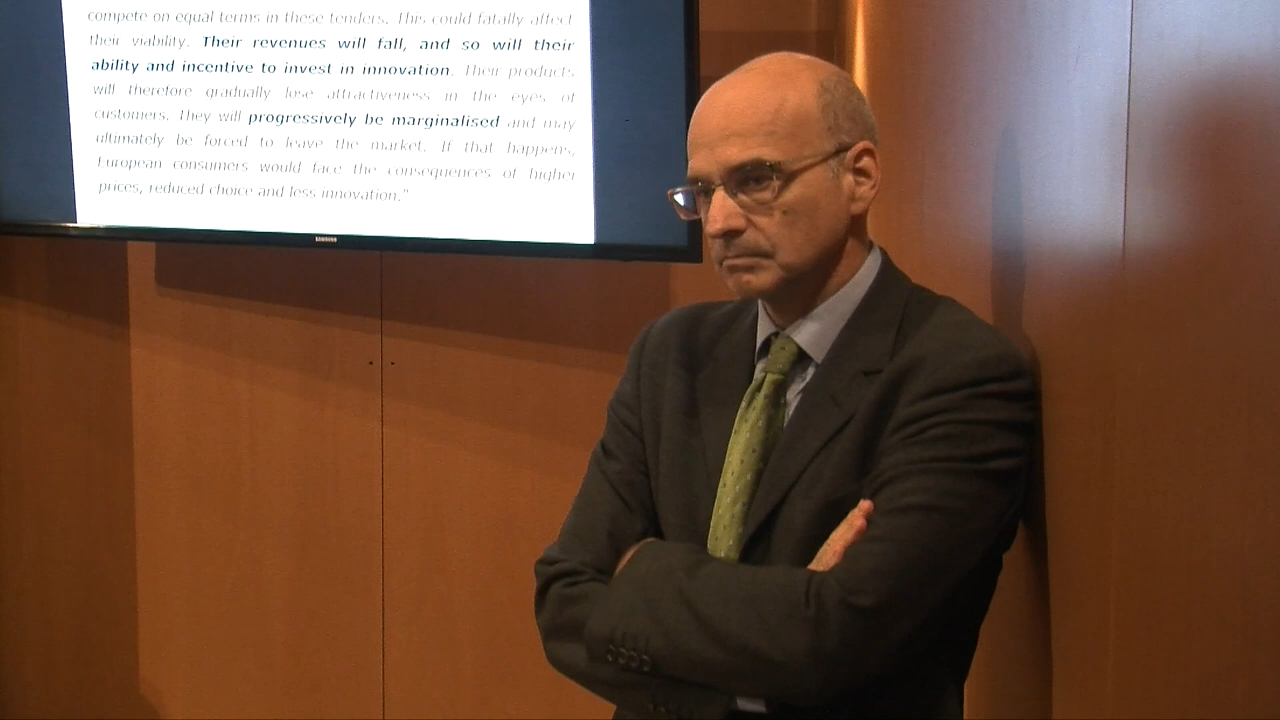 compete on equal terms in these tenders. This could fatally affect
their viability. Their revenues will fall, and so will their
ability and incentive to invest in innovation. Their products
will therefore gradually lose attractiveness in the eyes of
customers. They will progressively be marginalised and may
ultimately be forced to leave the market. If that happens,
European consumers would face the consequences of higher
prices, reduced choice and less innovation."
SAMSUNG